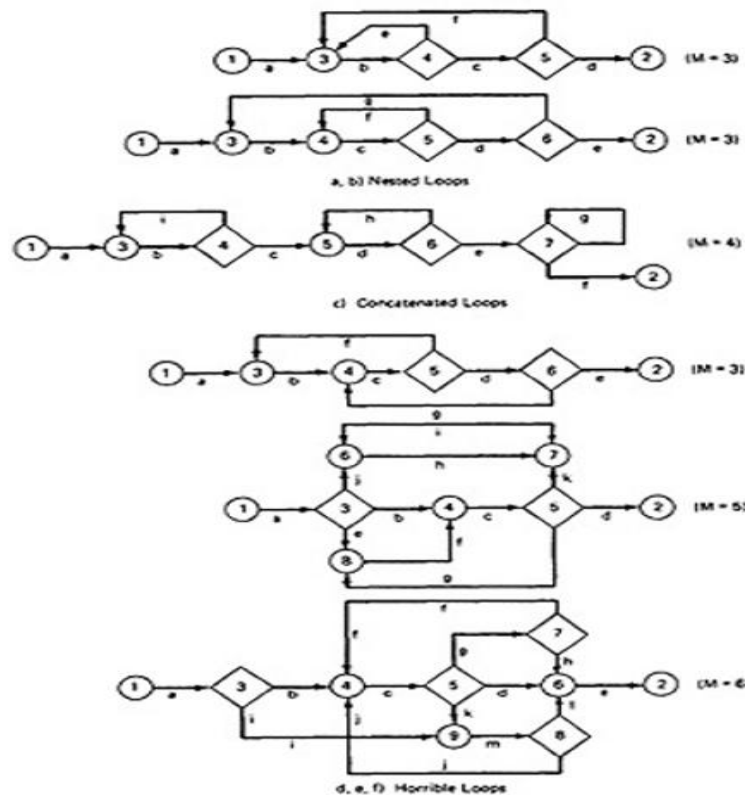 f
e
1 a 3 b 4 c 5 d 2 (M = 3)
g
f
1 a 3 b 4 c 5 d 6 e 2 (M = 3)
a, b) Nested Loops
i h g
1 a 3 b 4 c 5 d 6 e 7 (M = 4)
f 2
c) Concatenated Loops
f
1 a 3 b 4 c 5 d 6 e 2 (M = 3)
g
i
6 h 7
j k
1 a 3 b 4 c 5 d 2 (M = 5)
e
8 f
g
f
f g 7
h
1 a 3 b 4 c 5 d 6 e 2 (M = 6
i j k l
i 9 m 8
j
d, e, f) Horrible Loops